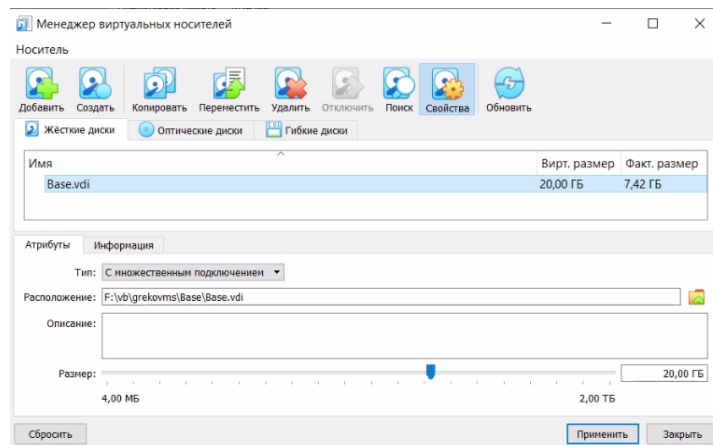 Менеджер виртуальных носителей
Носитель
Добавить Создать Копировать Переместить Удалить Отключить Поиск Свойства Обновить
Жёсткие диски Оптические диски Гибкие диски
Имя Вирт. размер Факт. размер
Base.vdi 20,00 ГБ 7,42 ГБ
Атрибуты Информация
Тип: С множественным подключением
Расположение: F:\vb\grekovms\Base\Base.vdi
Описание:
Размер: 20,00 ГБ
4,00 МБ 2,00 ТБ
Сбросить Применить Закрыть